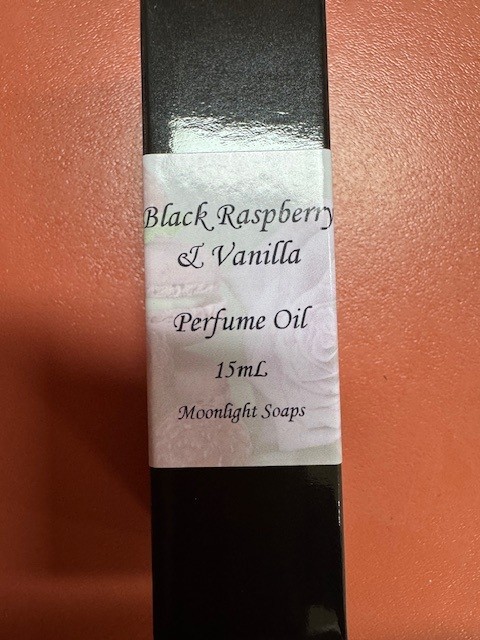 Black Raspberry
& Vanilla
Perfume Oil
15mL
Moonlight Soaps